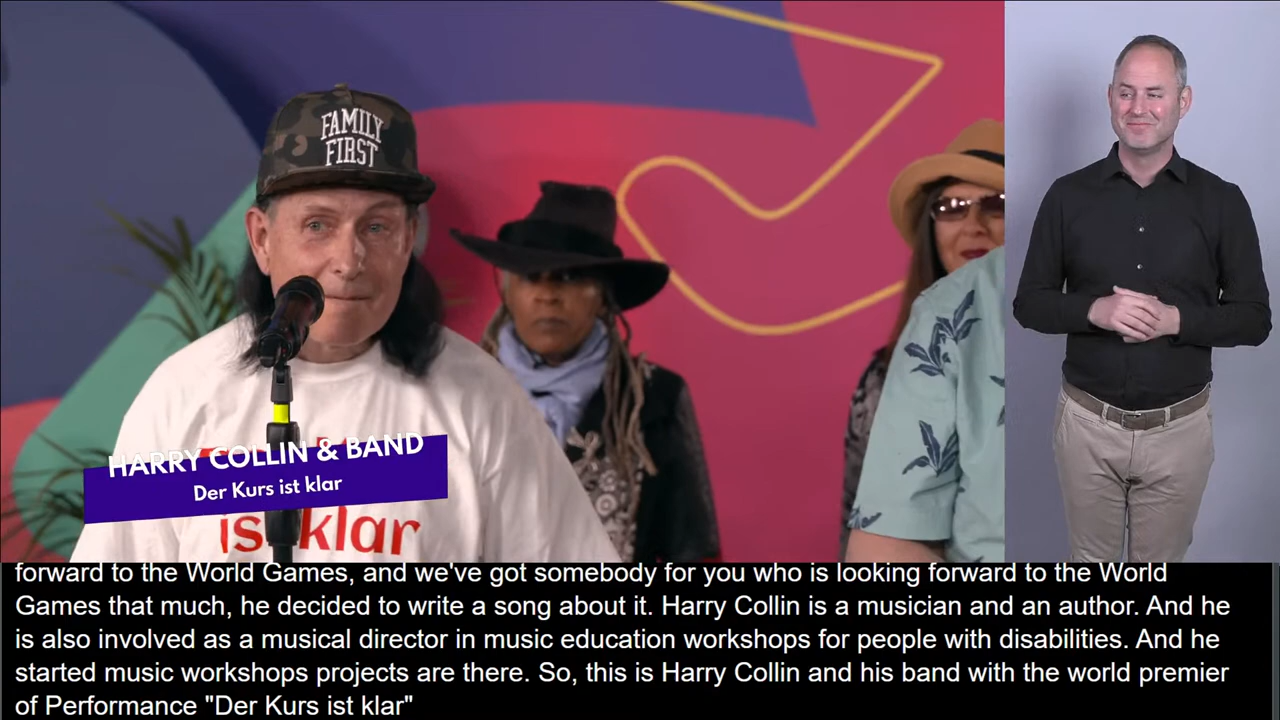 FAMILY
FIRST
HARRY COLLIN & BAND
Der Kurs ist klar
ist klar
forward to the World Games, and we've got somebody for you who is looking forward to the World
Games that much, he decided to write a song about it. Harry Collin is a musician and an author. And he
is also involved as a musical director in music education workshops for people with disabilities. And he
started music workshops projects are there. So, this is Harry Collin and his band with the world premier
of Performance "Der Kurs ist klar"